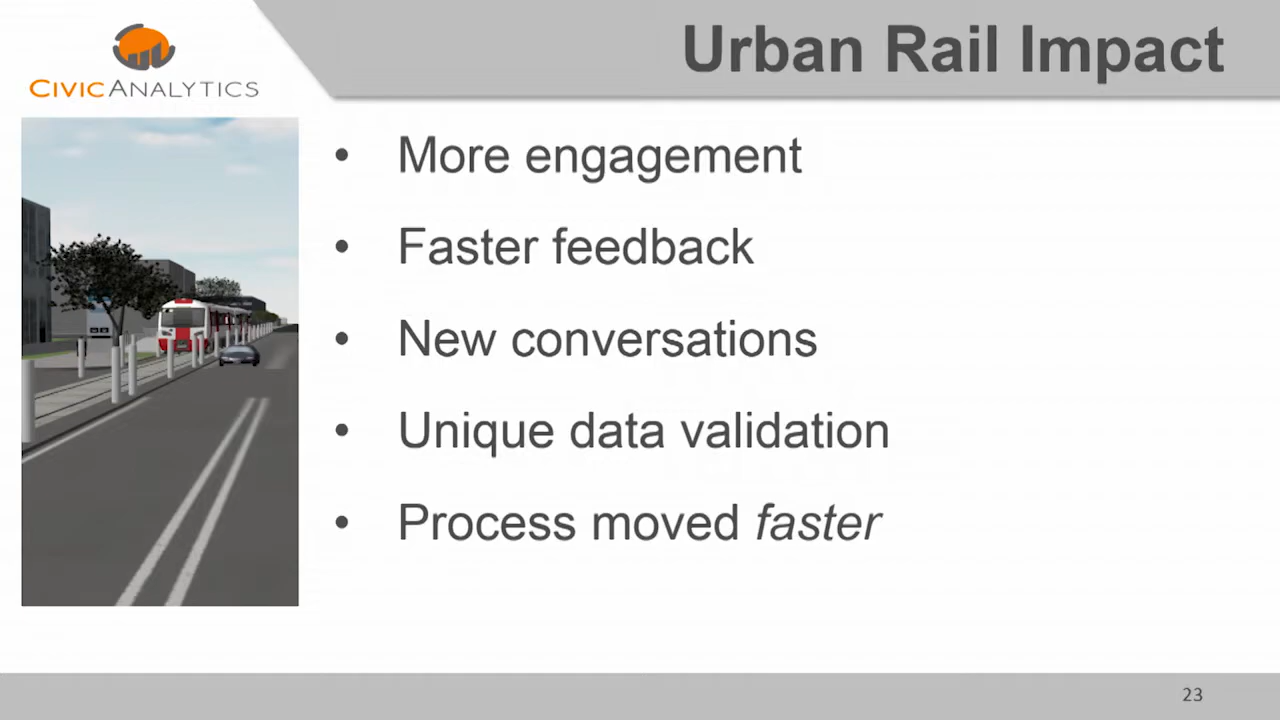 Urban Rail Impact
CIVICANALYTICS
• More engagement
• Faster feedback
• New conversations
• Unique data validation
• Process moved faster
23